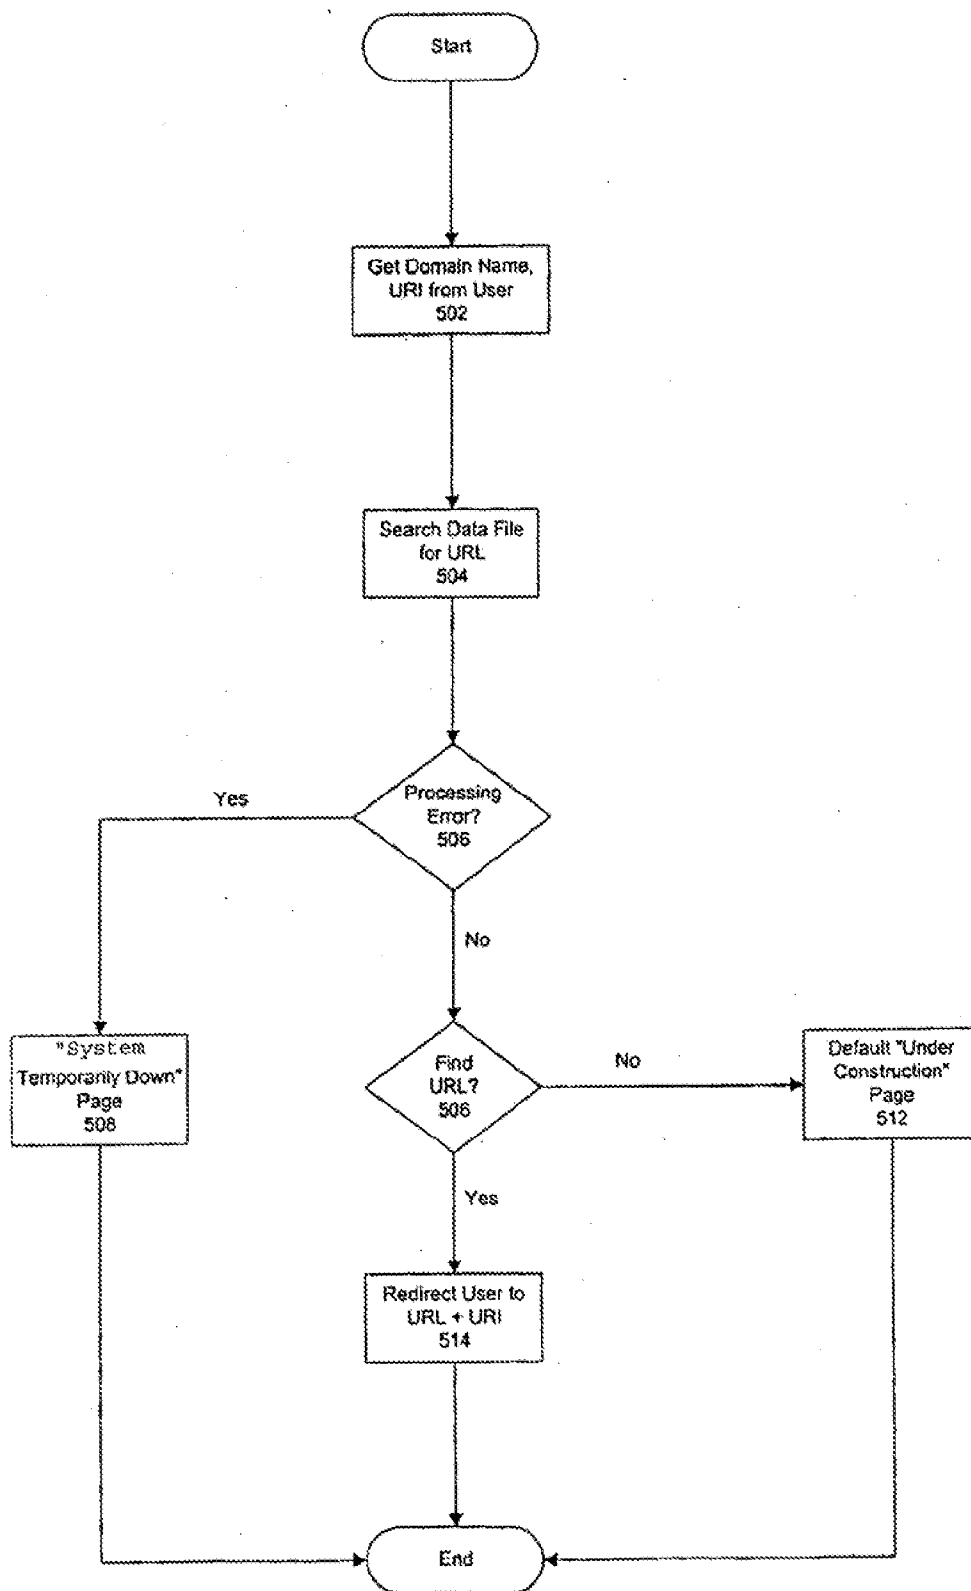 Start
Get Domain Name,
URI from User
502
Search Data File
for URL
504
Processing
Error?
506
Yes
No
"System
Temporarily Down"
Page
508
Find
URL?
506
No
Default "Under
Construction"
Page
512
Yes
Redirect User to
URL + URI
514
End